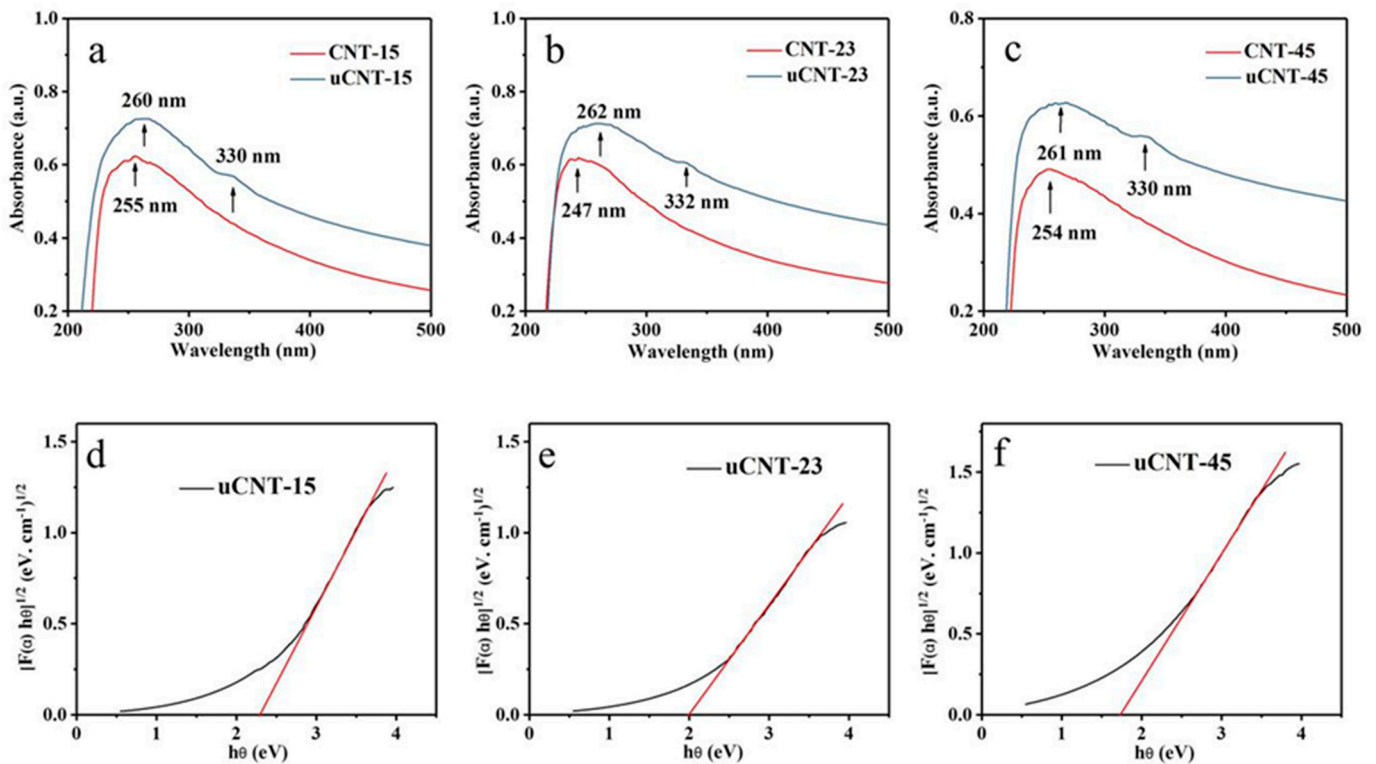 a
CNT-15
uCNT-15
260 nm
330 nm
255 nm
Absorbance (a.u.)
1.0
0.8
0.6
0.4
0.2
200 300 400 500
Wavelength (nm)
b
CNT-23
uCNT-23
262 nm
247 nm
332 nm
Absorbance (a.u.)
1.0
0.8
0.6
0.4
0.2
200 300 400 500
Wavelength (nm)
c
CNT-45
uCNT-45
261 nm
330 nm
254 nm
Absorbance (a.u.)
0.8
0.6
0.4
0.2
200 300 400 500
Wavelength (nm)
d
uCNT-15
|F(α) hθ|1/2 (eV. cm-1)1/2
1.5
1.0
0.5
0.0
0 1 2 3 4
hθ (eV)
e
uCNT-23
|F(α) hθ|1/2 (eV. cm-1)1/2
1.5
1.0
0.5
0.0
0 1 2 3 4
hθ (eV)
f
uCNT-45
|F(α) hθ|1/2 (eV. cm-1)1/2
1.5
1.0
0.5
0.0
0 1 2 3 4
hθ (eV)